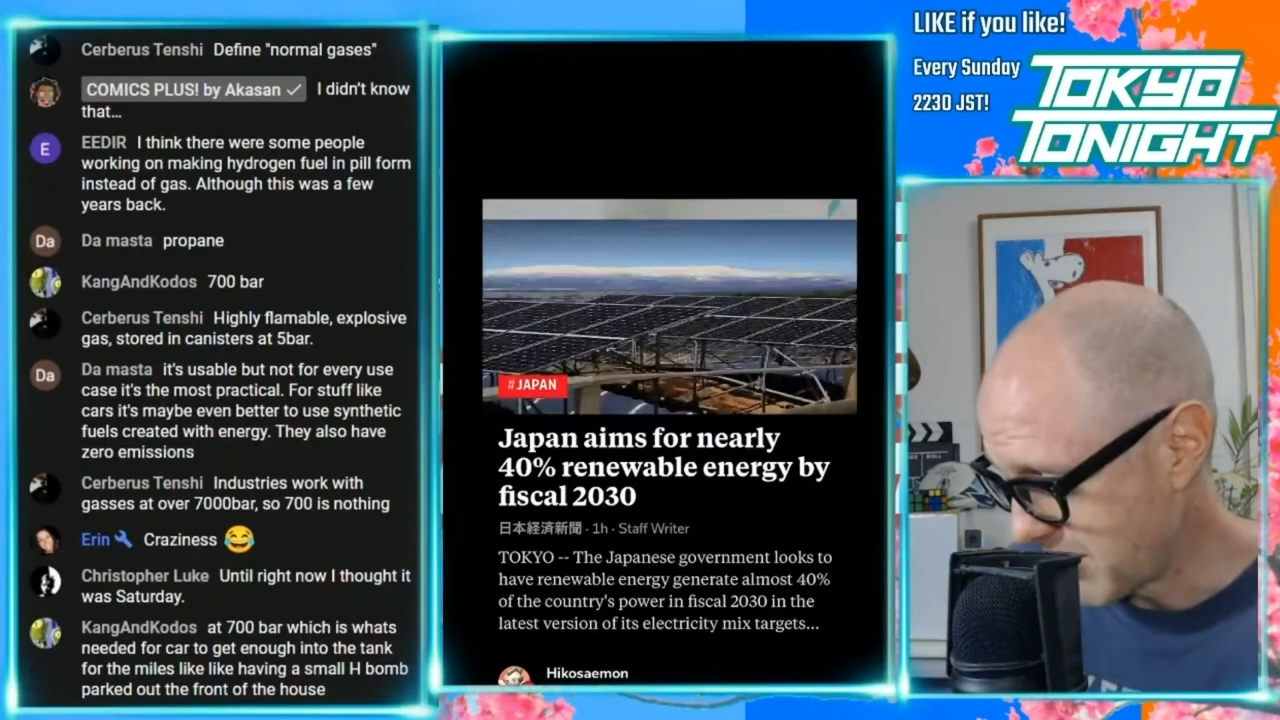 Cerberus Tenshi Define "normal gases"
COMICS PLUS! by Akasan ✓ I didn't know
that...
E EEDIR I think there were some people
working on making hydrogen fuel in pill form
instead of gas. Although this was a few
years back.
Da Da masta propane
KangAndKodos 700 bar
Cerberus Tenshi Highly flamable, explosive
gas, stored in canisters at 5bar.
Da Da masta it's usable but not for every use
case it's the most practical. For stuff like
cars it's maybe even better to use synthetic
fuels created with energy. They also have
zero emissions
Cerberus Tenshi Industries work with
gasses at over 7000bar, so 700 is nothing
Erin 🔧 Craziness 😂
Christopher Luke Until right now I thought it
was Saturday.
KangAndKodos at 700 bar which is whats
needed for car to get enough into the tank
for the miles like like having a small H bomb
parked out the front of the house
#JAPAN
Japan aims for nearly
40% renewable energy by
fiscal 2030
日本経済新聞 · 1h · Staff Writer
TOKYO -- The Japanese government looks to
have renewable energy generate almost 40%
of the country's power in fiscal 2030 in the
latest version of its electricity mix targets...
Hikosaemon
LIKE if you like!
Every Sunday
2230 JST!
TOKYO
TONIGHT